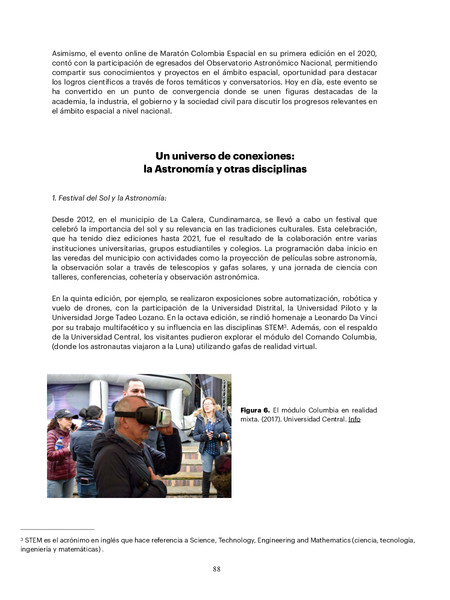 Asimismo, el evento online de Maratón Colombia Espacial en su primera edición en el 2020,
contó con la participación de egresados del Observatorio Astronómico Nacional, permitiendo
compartir sus conocimientos y proyectos en el ámbito espacial, oportunidad para destacar
los logros científicos a través de foros temáticos y conversatorios. Hoy en día, este evento se
ha convertido en un punto de convergencia donde se unen figuras destacadas de la
academia, la industria, el gobierno y la sociedad civil para discutir los progresos relevantes en
el ámbito espacial a nivel nacional.
Un universo de conexiones:
la Astronomía y otras disciplinas
1. Festival del Sol y la Astronomía:
Desde 2012, en el municipio de La Calera, Cundinamarca, se llevó a cabo un festival que
celebró la importancia del sol y su relevancia en las tradiciones culturales. Esta celebración,
que ha tenido diez ediciones hasta 2021, fue el resultado de la colaboración entre varias
instituciones universitarias, grupos estudiantiles y colegios. La programación daba inicio en
las veredas del municipio con actividades como la proyección de películas sobre astronomía,
la observación solar a través de telescopios y gafas solares, y una jornada de ciencia con
talleres, conferencias, cohetería y observación astronómica.
En la quinta edición, por ejemplo, se realizaron exposiciones sobre automatización, robótica y
vuelo de drones, con la participación de la Universidad Distrital, la Universidad Piloto y la
Universidad Jorge Tadeo Lozano. En la octava edición, se rindió homenaje a Leonardo Da Vinci
por su trabajo multifacético y su influencia en las disciplinas STEM³. Además, con el respaldo
de la Universidad Central, los visitantes pudieron explorar el módulo del Comando Columbia,
(donde los astronautas viajaron a la Luna) utilizando gafas de realidad virtual.
Figura 6. El módulo Columbia en realidad
mixta. (2017). Universidad Central. Info
³ STEM es el acrónimo en inglés que hace referencia a Science, Technology, Engineering and Mathematics (ciencia, tecnología,
ingeniería y matemáticas) .
88